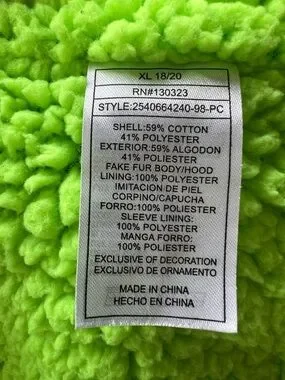 XL 18/20
RN#130323
STYLE:2540664240-98-PC
SHELL:59% COTTON
41% POLYESTER
EXTERIOR:59% ALGODON
41% POLIESTER
FAKE FUR BODY/HOOD
LINING:100% POLYESTER
IMITACION DE PIEL
CORPINO/CAPUCHA
FORRO:100% POLIESTER
SLEEVE LINING:
100% POLYESTER
MANGA FORRO:
100% POLIESTER
EXCLUSIVE OF DECORATION
EXCLUSIVO DE ORNAMENTO
MADE IN CHINA
HECHO EN CHINA